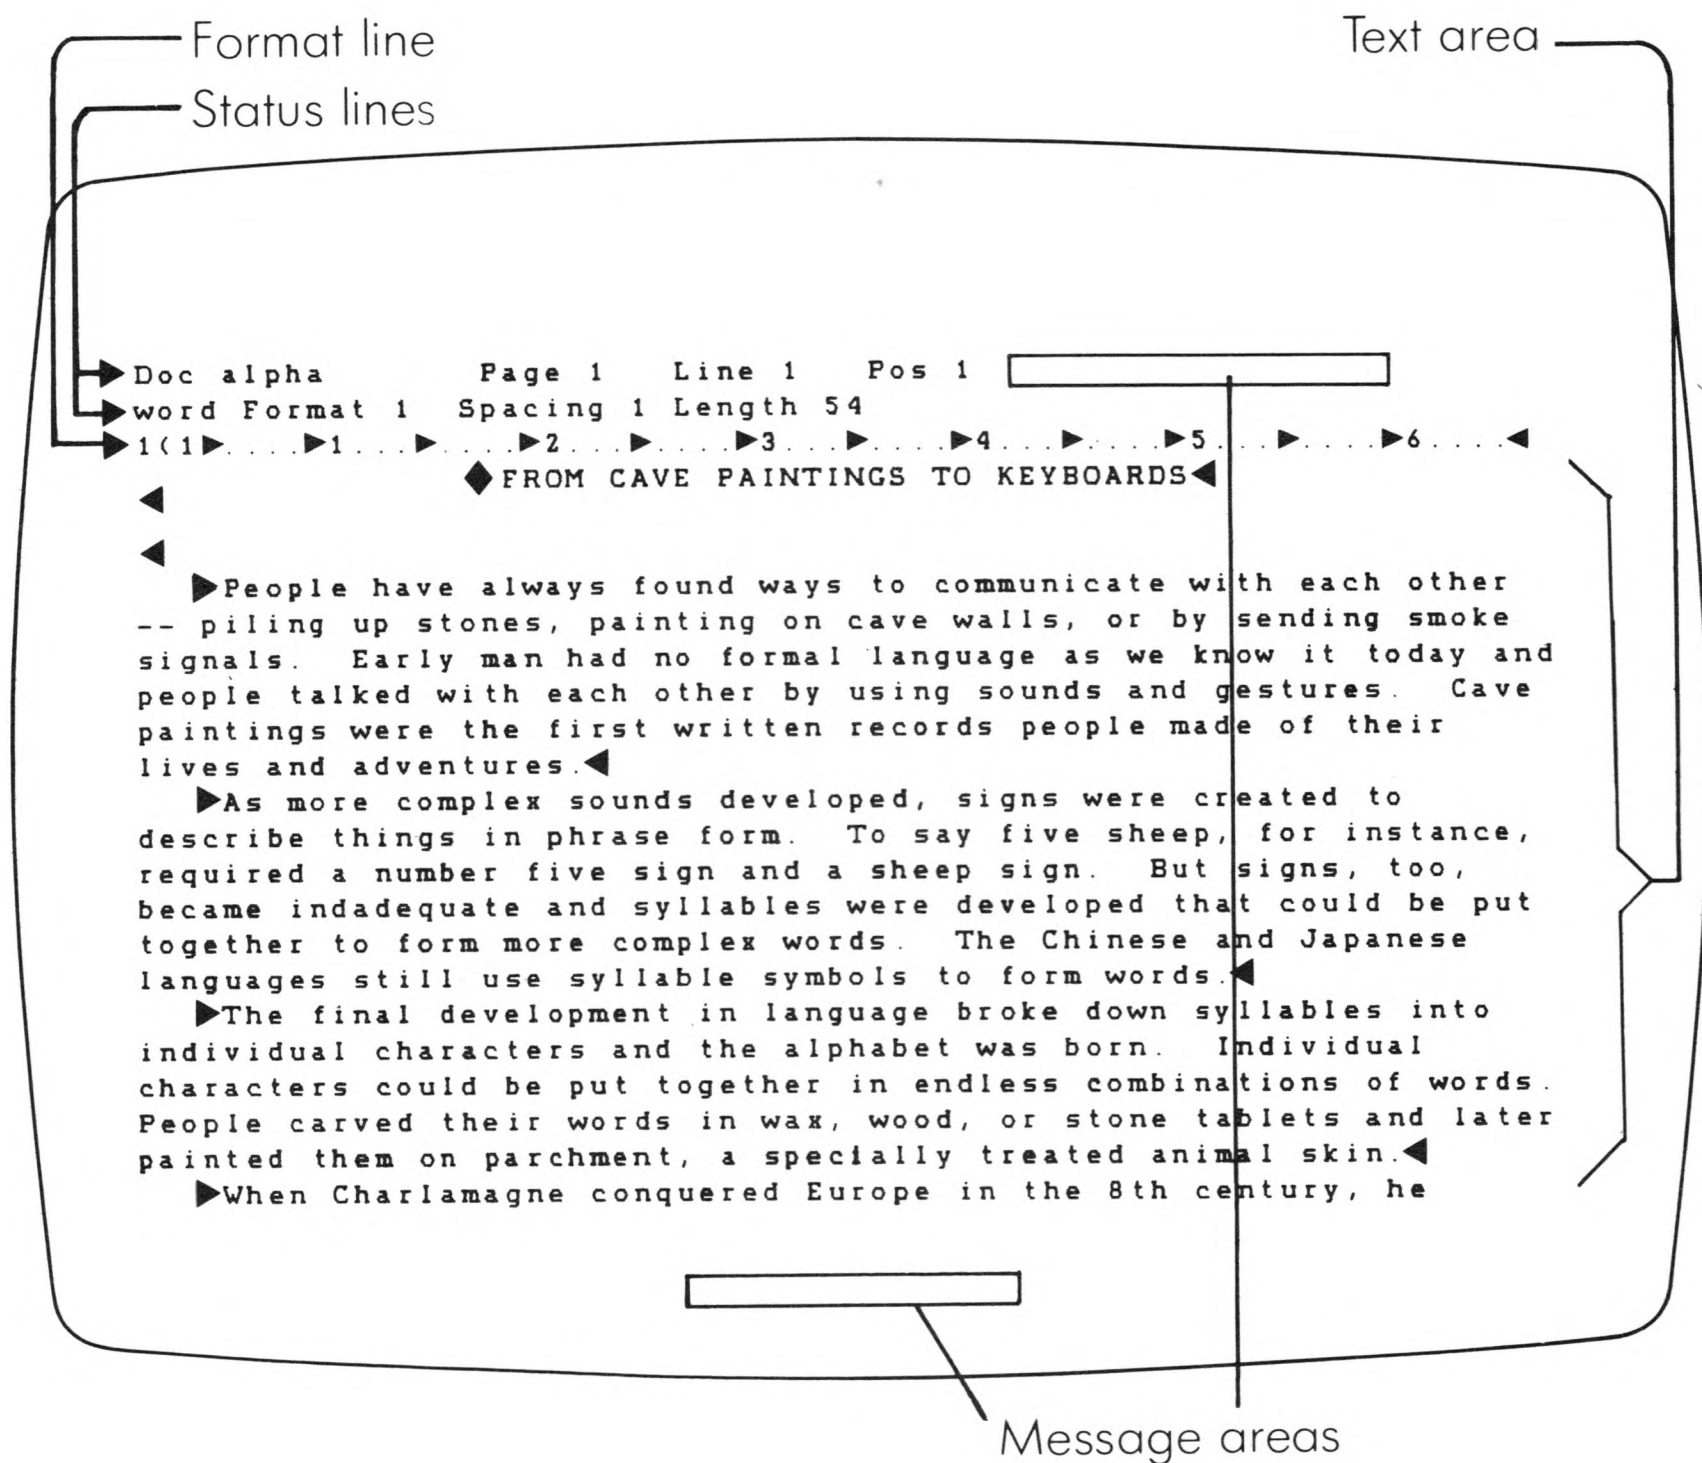 Format line
Text area
Status lines
Doc alpha Page 1 Line 1 Pos 1
word Format 1 Spacing 1 Length 54
1(1►....►1...►....►2...►....►3...►....►4...►....►5...►....►6....◄
◆FROM CAVE PAINTINGS TO KEYBOARDS◄
◄
◄
►People have always found ways to communicate with each other
-- piling up stones, painting on cave walls, or by sending smoke
signals. Early man had no formal language as we know it today and
people talked with each other by using sounds and gestures. Cave
paintings were the first written records people made of their
lives and adventures.◄
►As more complex sounds developed, signs were created to
describe things in phrase form. To say five sheep, for instance,
required a number five sign and a sheep sign. But signs, too,
became indadequate and syllables were developed that could be put
together to form more complex words. The Chinese and Japanese
languages still use syllable symbols to form words.◄
►The final development in language broke down syllables into
individual characters and the alphabet was born. Individual
characters could be put together in endless combinations of words.
People carved their words in wax, wood, or stone tablets and later
painted them on parchment, a specially treated animal skin.◄
►When Charlamagne conquered Europe in the 8th century, he
Message areas